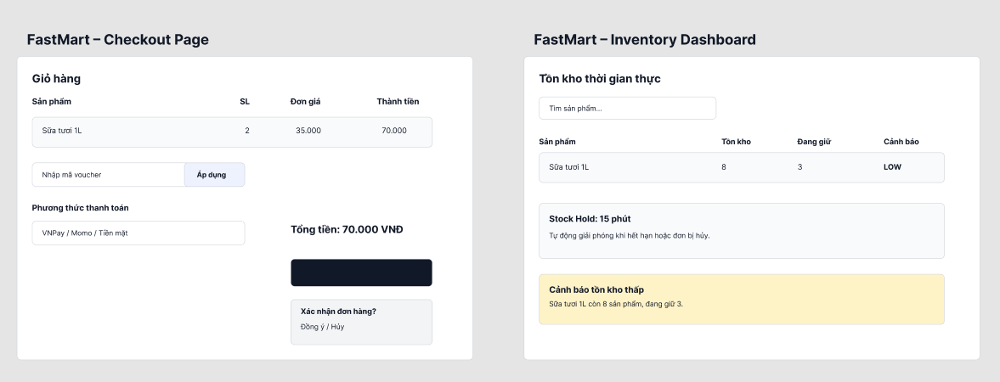 FastMart – Checkout Page
Giỏ hàng
Sản phẩm SL Đơn giá Thành tiền
Sữa tươi 1L 2 35.000 70.000
Nhập mã voucher Áp dụng
Phương thức thanh toán
VNPay / Momo / Tiền mặt
Tổng tiền: 70.000 VNĐ
Xác nhận đơn hàng?
Đồng ý / Hủy
FastMart – Inventory Dashboard
Tồn kho thời gian thực
Tìm sản phẩm...
Sản phẩm Tồn kho Đang giữ Cảnh báo
Sữa tươi 1L 8 3 LOW
Stock Hold: 15 phút
Tự động giải phóng khi hết hạn hoặc đơn bị hủy.
Cảnh báo tồn kho thấp
Sữa tươi 1L còn 8 sản phẩm, đang giữ 3.